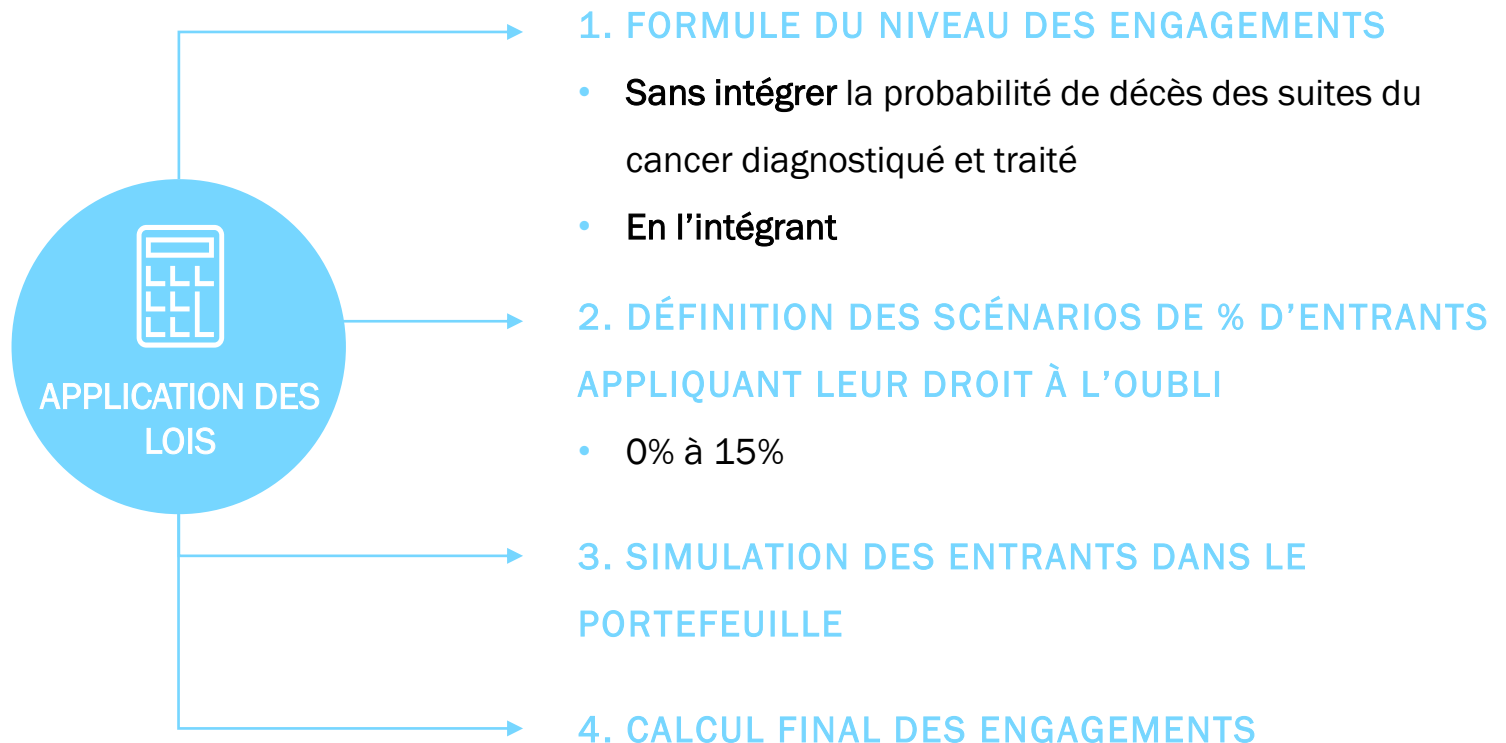 1. FORMULE DU NIVEAU DES ENGAGEMENTS
• Sans intégrer la probabilité de décès des suites du
cancer diagnostiqué et traité
• En l’intégrant
APPLICATION DES
LOIS
2. DÉFINITION DES SCÉNARIOS DE % D’ENTRANTS
APPLIQUANT LEUR DROIT À L’OUBLI
• 0% à 15%
3. SIMULATION DES ENTRANTS DANS LE
PORTEFEUILLE
4. CALCUL FINAL DES ENGAGEMENTS